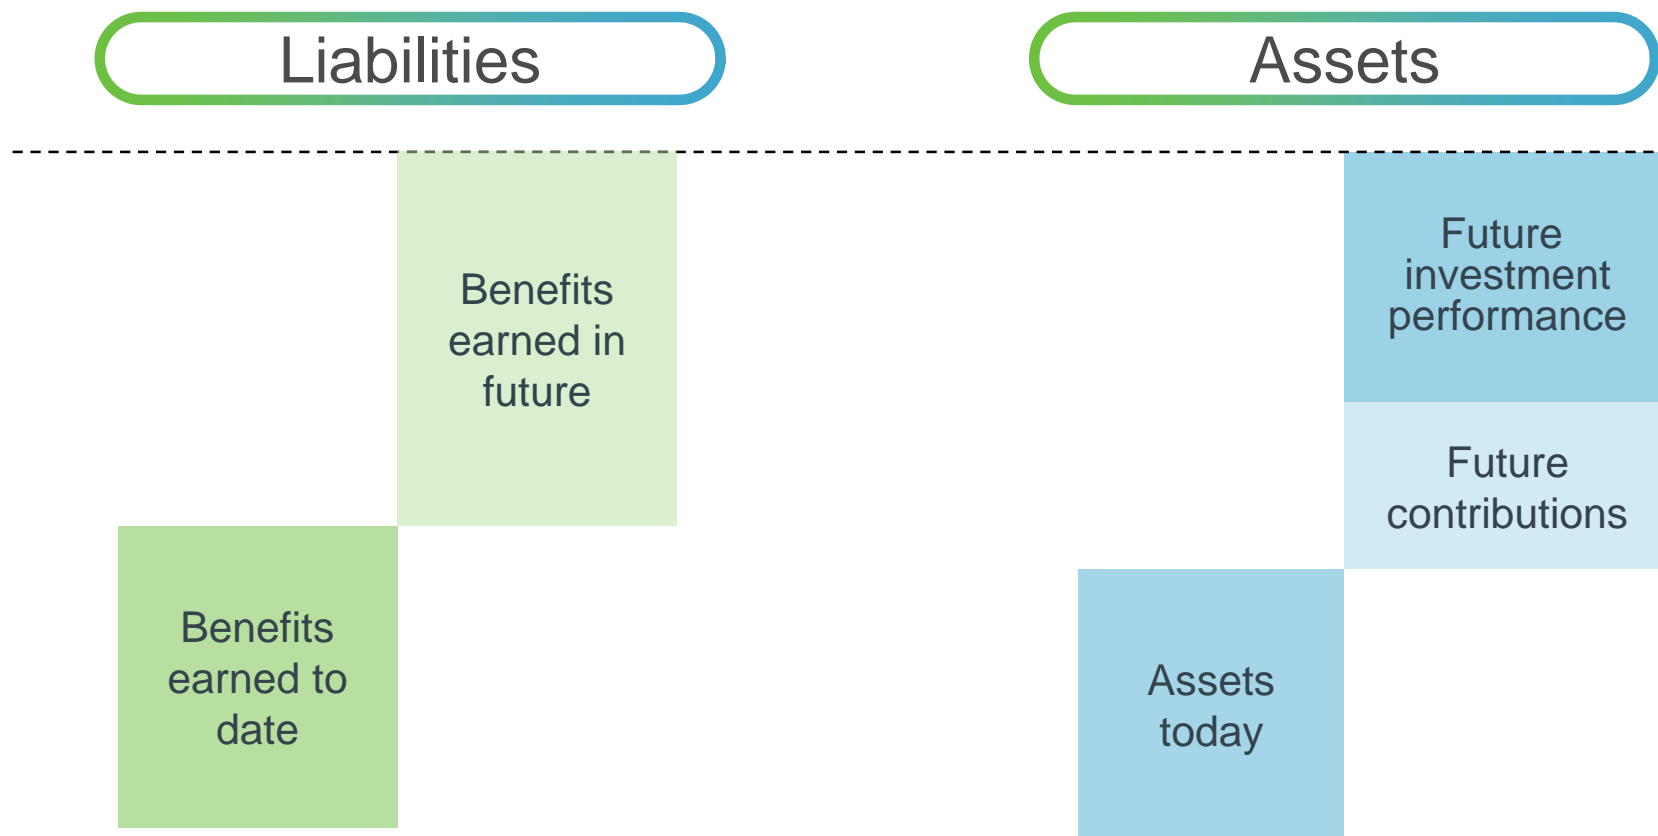 Liabilities
Assets
Benefits
earned in
future
Benefits
earned to
date
Future
investment
performance
Future
contributions
Assets
today